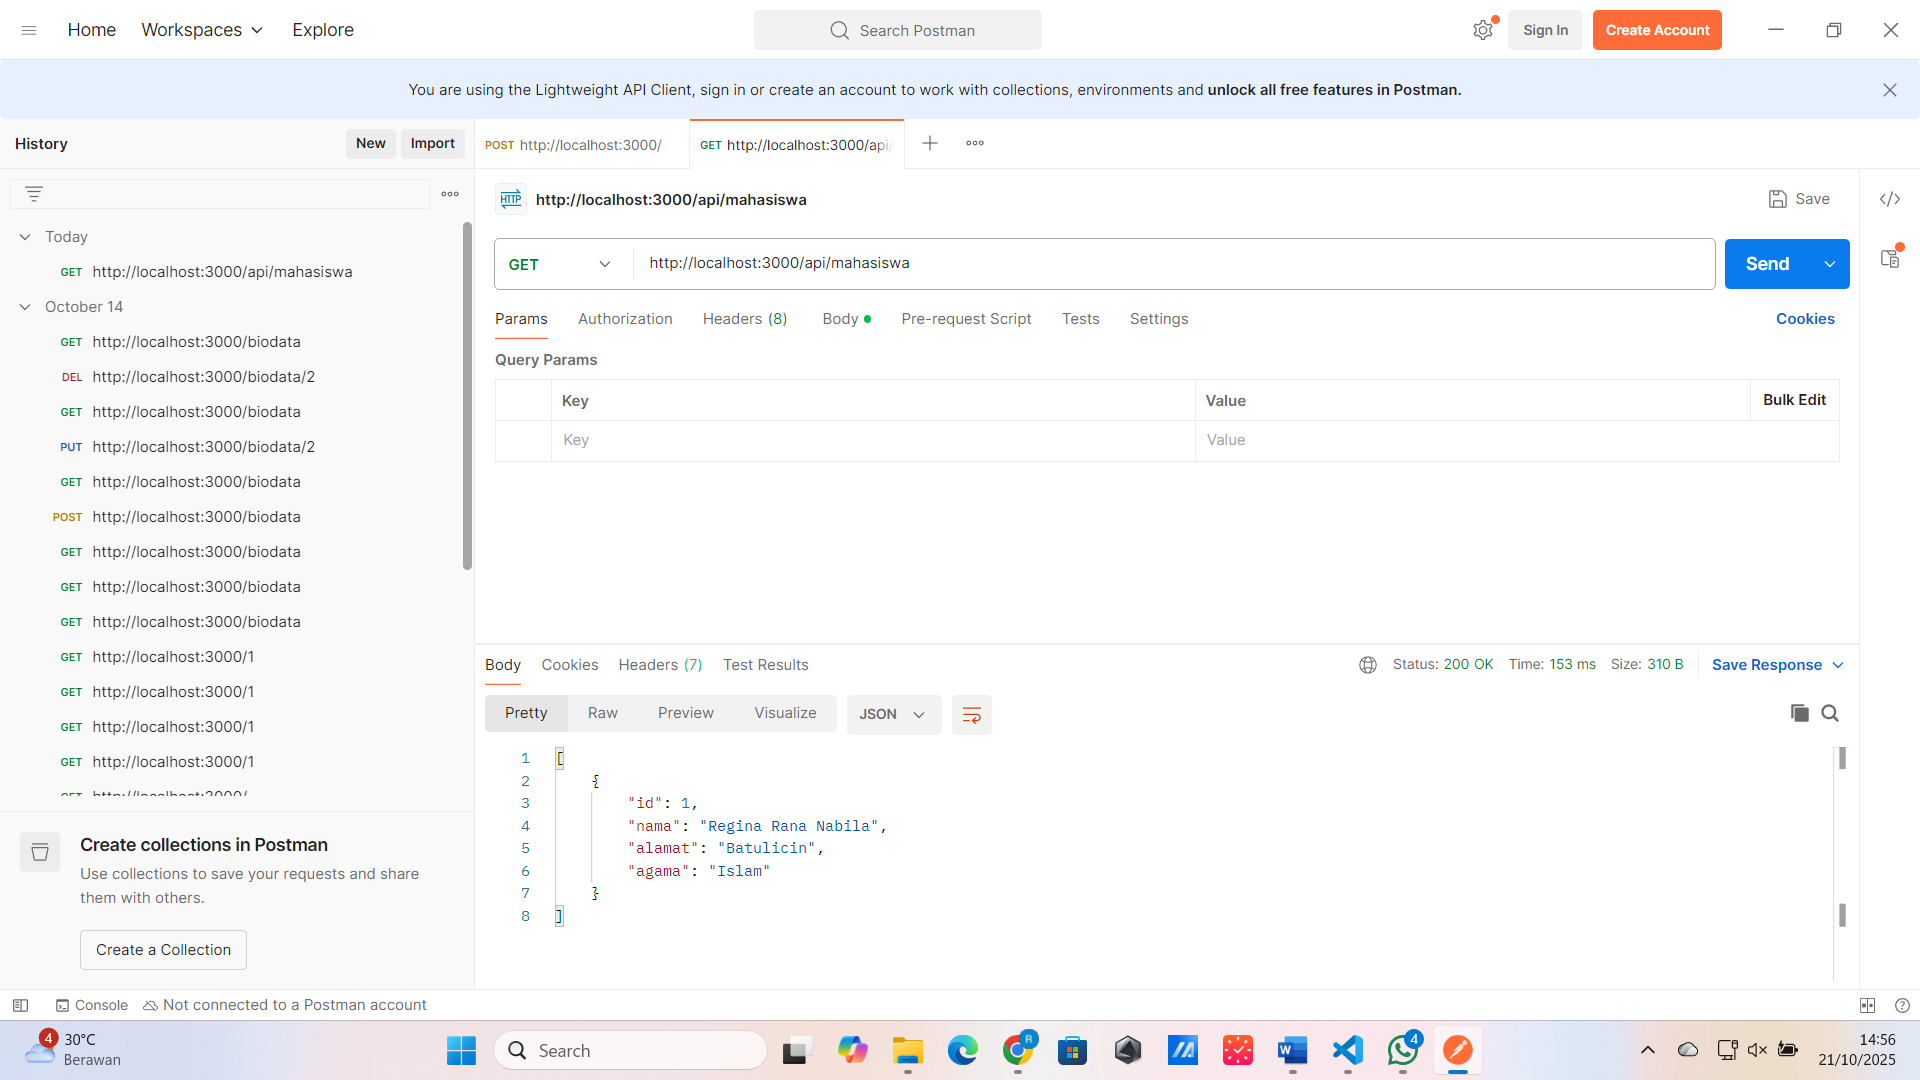 Home Workspaces Explore Search Postman Sign In Create Account
You are using the Lightweight API Client, sign in or create an account to work with collections, environments and unlock all free features in Postman.
History New Import
POST http://localhost:3000/ GET http://localhost:3000/api/
HTTP http://localhost:3000/api/mahasiswa Save
Today
GET http://localhost:3000/api/mahasiswa
October 14
GET http://localhost:3000/biodata
DEL http://localhost:3000/biodata/2
GET http://localhost:3000/biodata
PUT http://localhost:3000/biodata/2
GET http://localhost:3000/biodata
POST http://localhost:3000/biodata
GET http://localhost:3000/biodata
GET http://localhost:3000/biodata
GET http://localhost:3000/biodata
GET http://localhost:3000/1
GET http://localhost:3000/1
GET http://localhost:3000/1
GET http://localhost:3000/1
GET http://localhost:3000/
Create collections in Postman
Use collections to save your requests and share
them with others.
Create a Collection
GET http://localhost:3000/api/mahasiswa Send
Params Authorization Headers (8) Body Pre-request Script Tests Settings Cookies
Query Params
Key Value Bulk Edit
Key Value
Body Cookies Headers (7) Test Results Status: 200 OK Time: 153 ms Size: 310 B Save Response
Pretty Raw Preview Visualize JSON
1 [
2 {
3 "id": 1,
4 "nama": "Regina Rana Nabila",
5 "alamat": "Batulicin",
6 "agama": "Islam"
7 }
8 ]
Console Not connected to a Postman account
4 30°C
Berawan
Search
R
4
14:56
21/10/2025